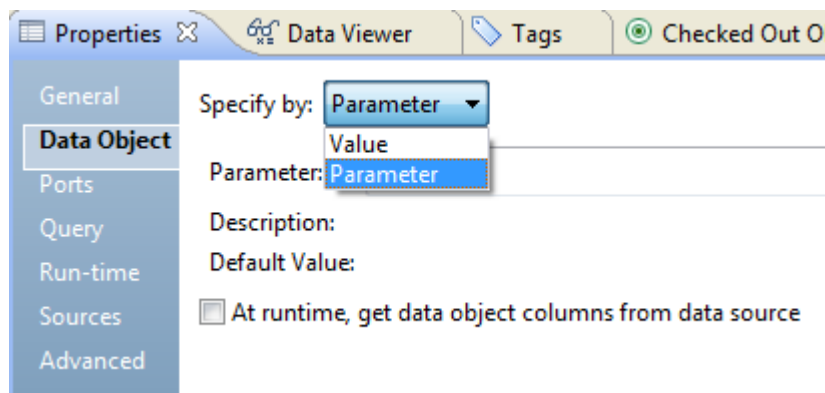 Properties Data Viewer Tags Checked Out O
General
Specify by: Parameter
Data Object
Value
Parameter: Parameter
Ports
Description:
Query
Default Value:
Run-time
At runtime, get data object columns from data source
Sources
Advanced